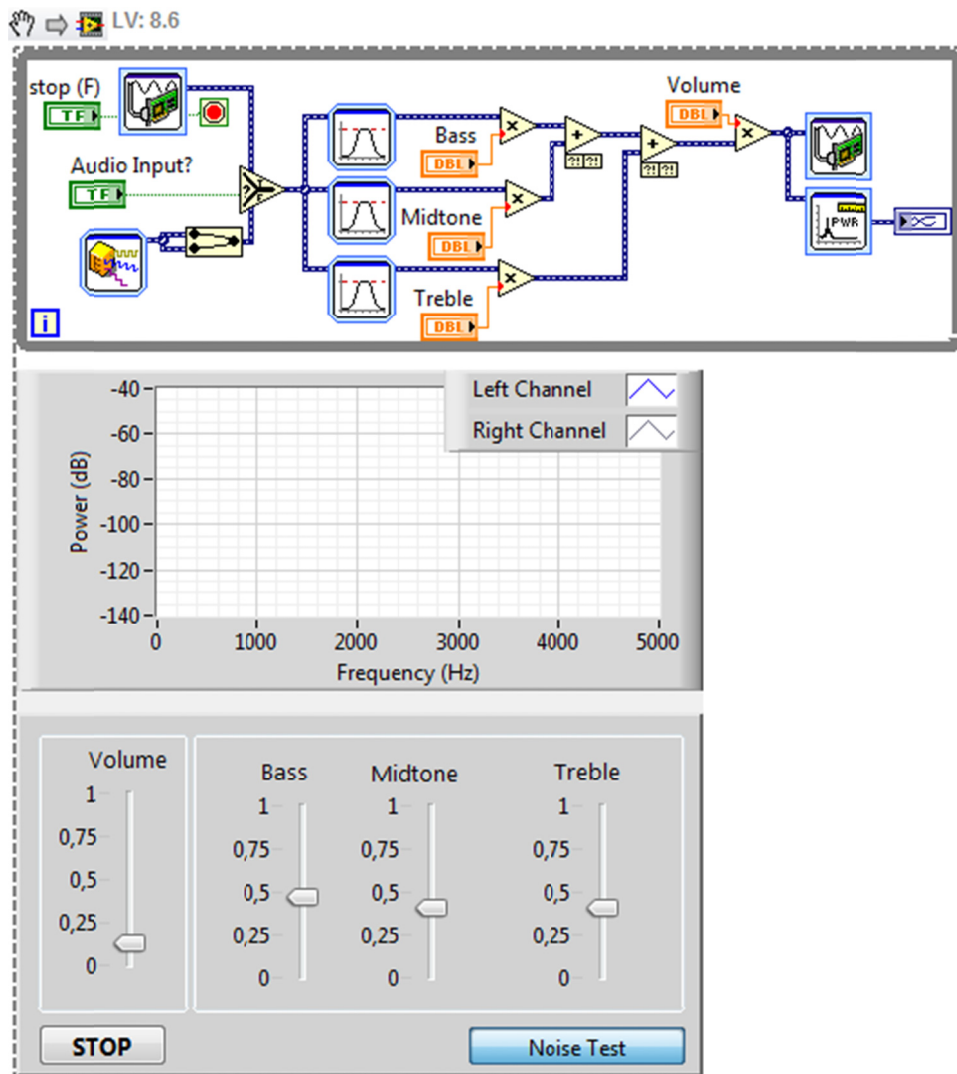 LV: 8.6
stop (F)
TF
Audio Input?
TF
T
?
F
Bass
DBL
Midtone
DBL
Treble
DBL
x
x
x
+
?! ?!
+
?! ?!
Volume
DBL
x
PWR
i
-40
-60
-80
-100
-120
-140
Power (dB)
Left Channel
Right Channel
0 1000 2000 3000 4000 5000
Frequency (Hz)
Volume
1
0,75
0,5
0,25
0
Bass
1
0,75
0,5
0,25
0
Midtone
1
0,75
0,5
0,25
0
Treble
1
0,75
0,5
0,25
0
STOP
Noise Test